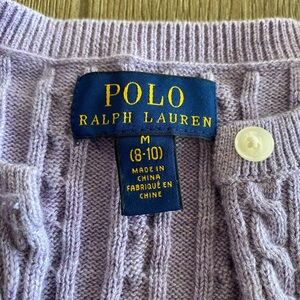 POLO
RALPH LAUREN
M
(8-10)
MADE IN
CHINA
FABRIQUÉ EN
CHINE